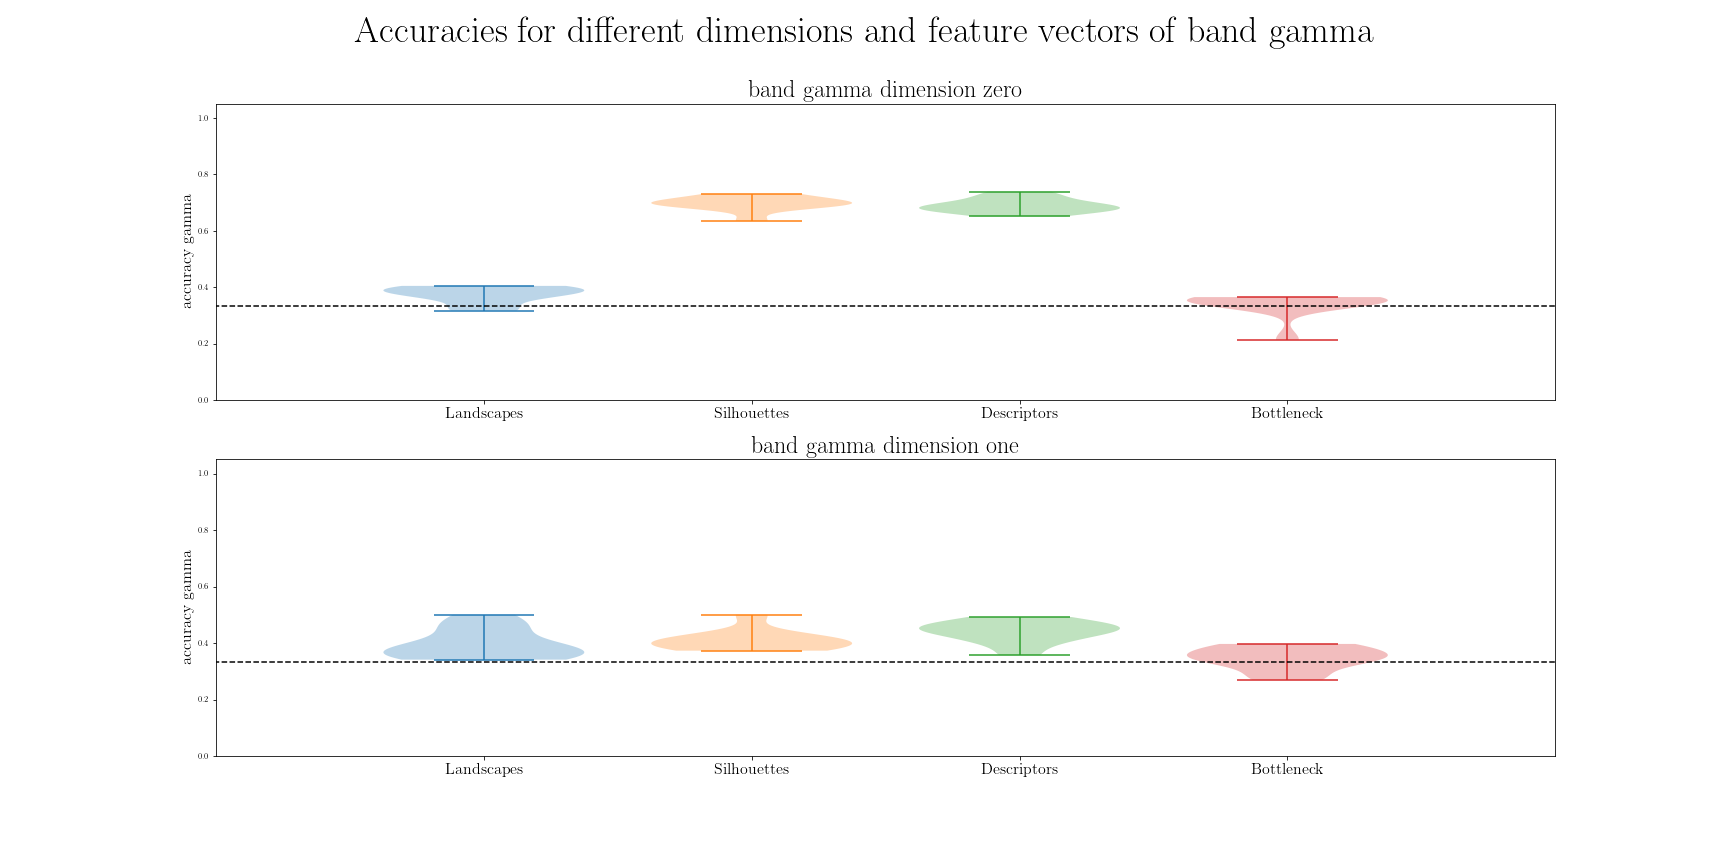 Accuracies for different dimensions and feature vectors of band gamma
band gamma dimension zero
accuracy gamma
1.0
0.8
0.6
0.4
0.2
0.0
Landscapes Silhouettes Descriptors Bottleneck
band gamma dimension one
accuracy gamma
1.0
0.8
0.6
0.4
0.2
0.0
Landscapes Silhouettes Descriptors Bottleneck